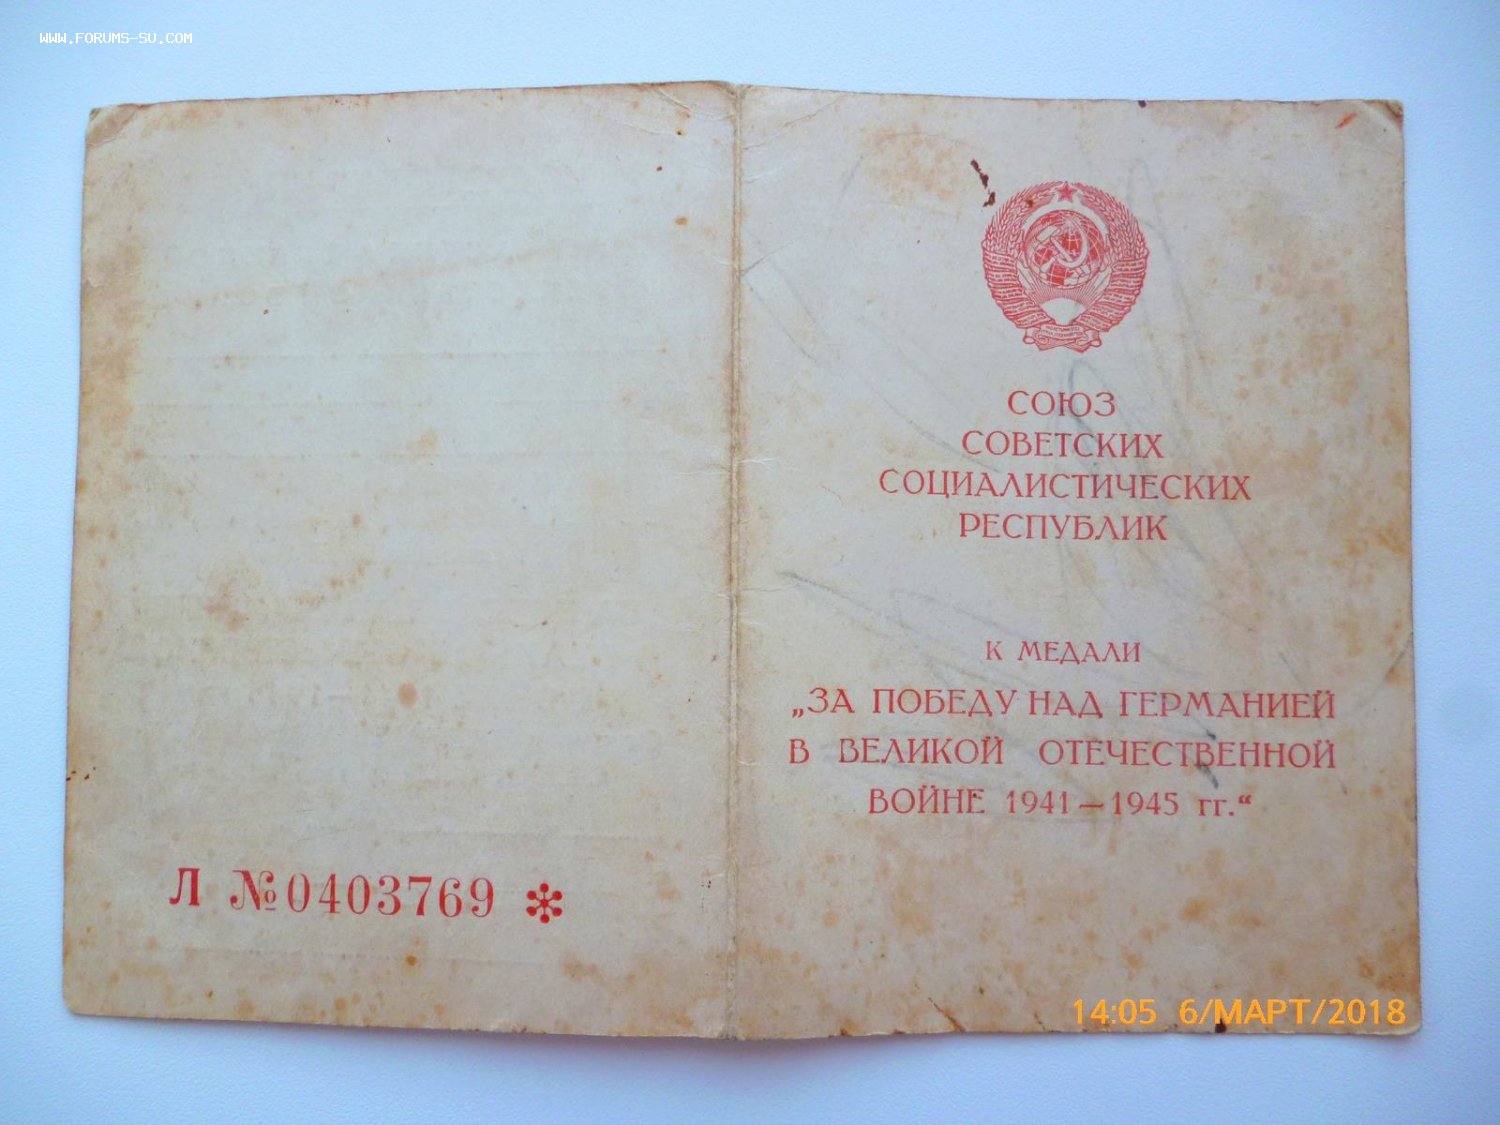 WWW.FORUMS-SU.COM
СОЮЗ
СОВЕТСКИХ
СОЦИАЛИСТИЧЕСКИХ
РЕСПУБЛИК
К МЕДАЛИ
„ЗА ПОБЕДУ НАД ГЕРМАНИЕЙ
В ВЕЛИКОЙ ОТЕЧЕСТВЕННОЙ
ВОЙНЕ 1941—1945 гг.“
Л №0403769 *
14:05 6/МАРТ/2018